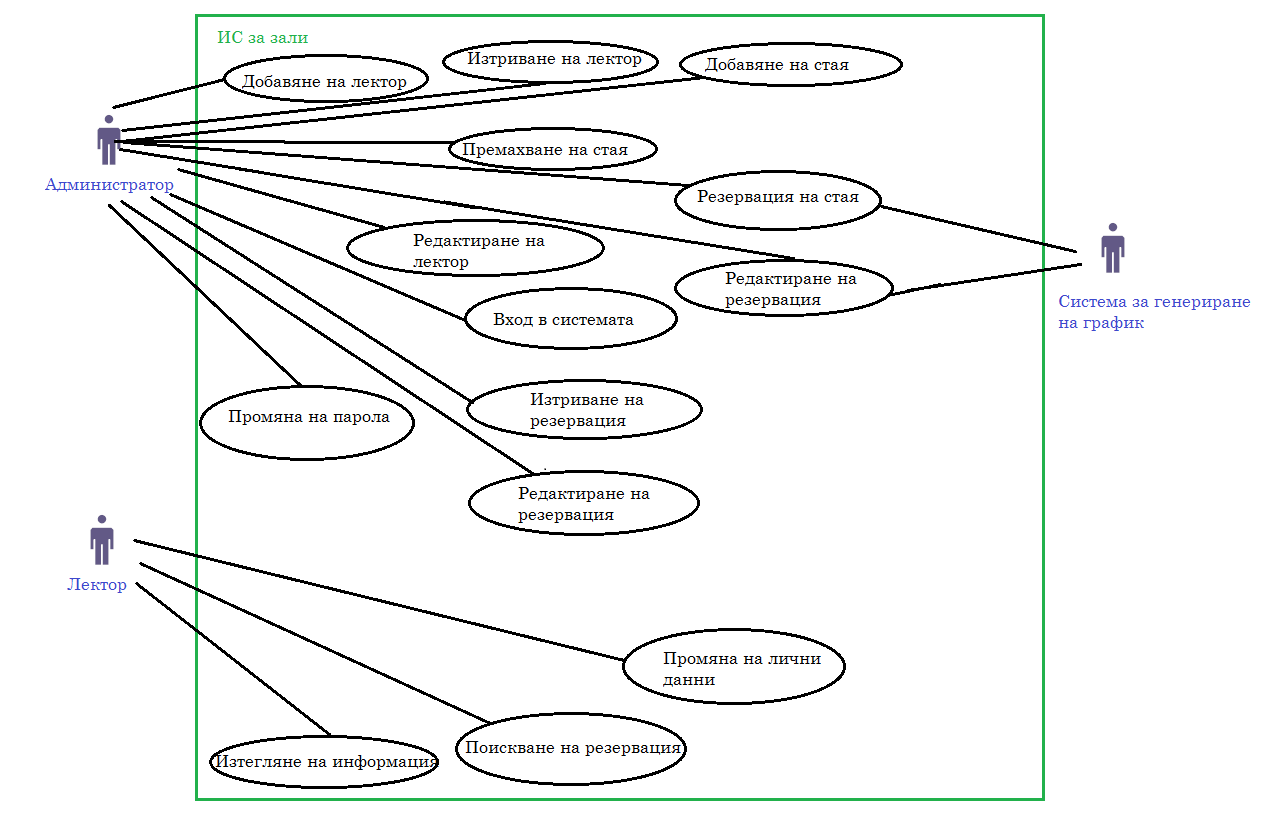 ИС за зали
Добавяне на лектор
Изтриване на лектор
Добавяне на стая
Премахване на стая
Администратор
Резервация на стая
Редактиране на
лектор
Редактиране на
резервация
Система за генериране
на график
Вход в системата
Промяна на парола
Изтриване на
резервация
Редактиране на
резервация
Лектор
Промяна на лични
данни
Поискване на резервация
Изтегляне на информация